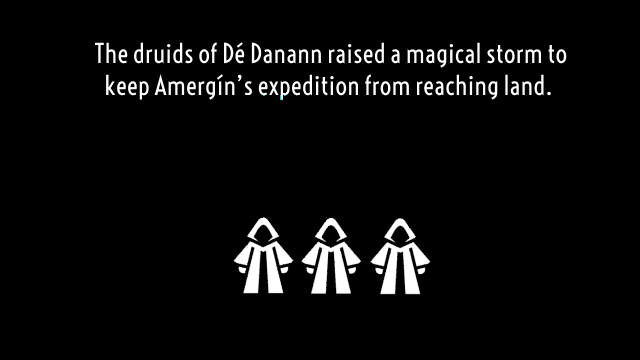 The druids of Dé Danann raised a magical storm to
keep Amergín's expedition from reaching land.